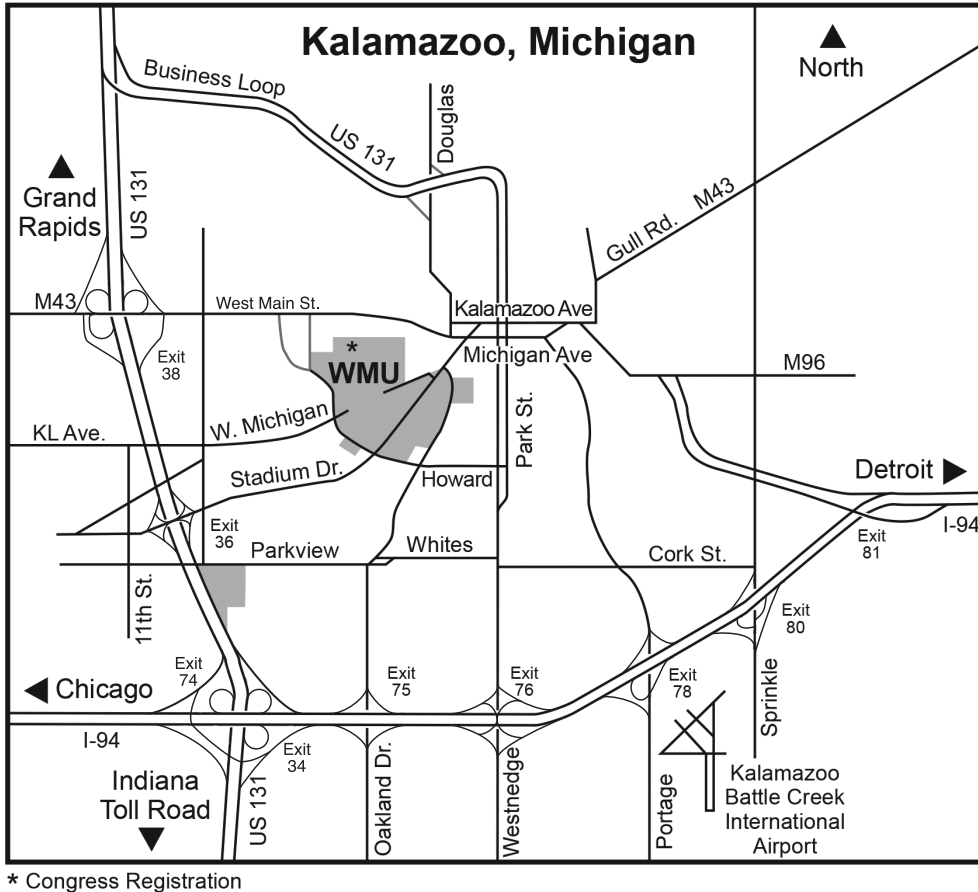 Kalamazoo, Michigan
North
Business Loop
US 131
Douglas
Grand
Rapids
US 131
Gull Rd.
M43
M43
West Main St.
Kalamazoo Ave
Exit
38
*
WMU
Michigan Ave
M96
KL Ave.
W. Michigan
Park St.
Stadium Dr.
Howard
Detroit
I-94
Exit
36
Exit
81
Parkview
Whites
Cork St.
11th St.
Exit
80
Exit
74
Exit
75
Exit
76
Exit
78
Chicago
Sprinkle
I-94
Exit
34
Indiana
Toll Road
US 131
Oakland Dr.
Westnedge
Portage
Kalamazoo
Battle Creek
International
Airport
* Congress Registration